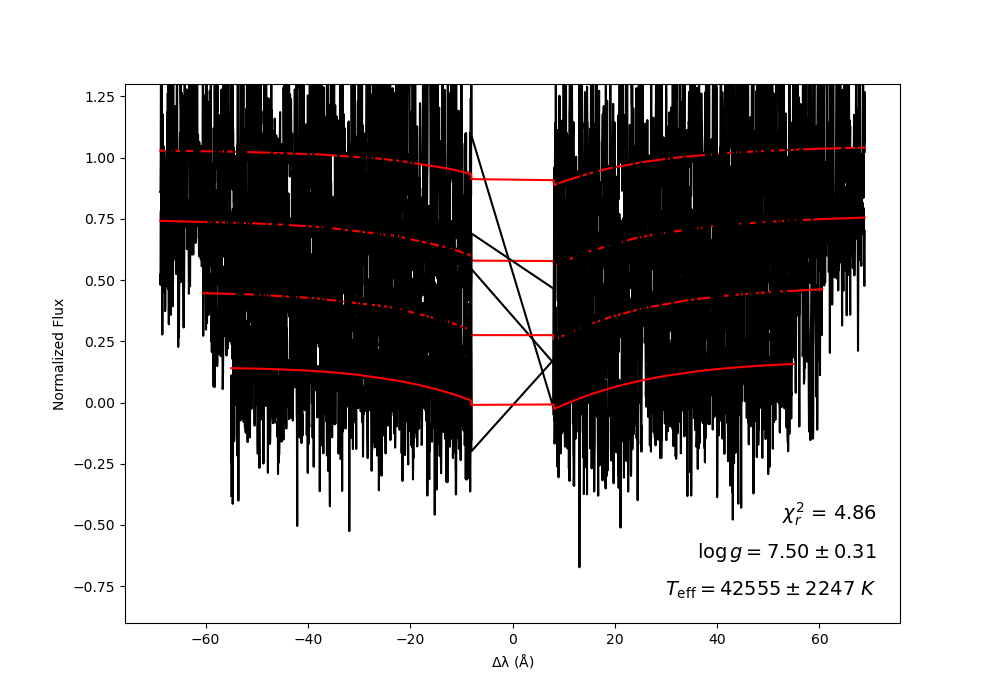 1.25
1.00
0.75
0.50
0.25
0.00
−0.25
−0.50
−0.75
Normalized Flux
χ²ᵣ = 4.86
log g = 7.50 ± 0.31
T_eff = 42555 ± 2247 K
−60 −40 −20 0 20 40 60
Δλ (Å)